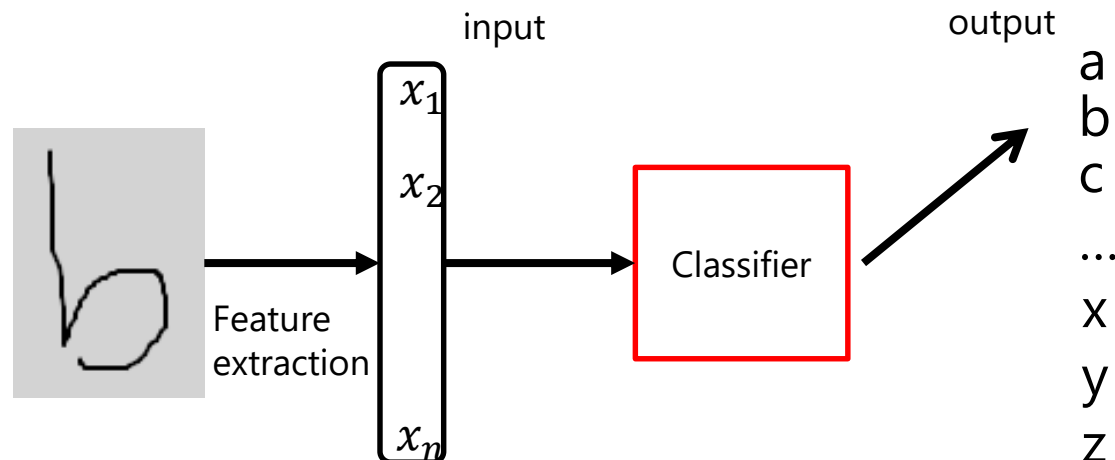 input
output
x₁
x₂
xₙ
b
Feature
extraction
Classifier
a
b
c
...
x
y
z